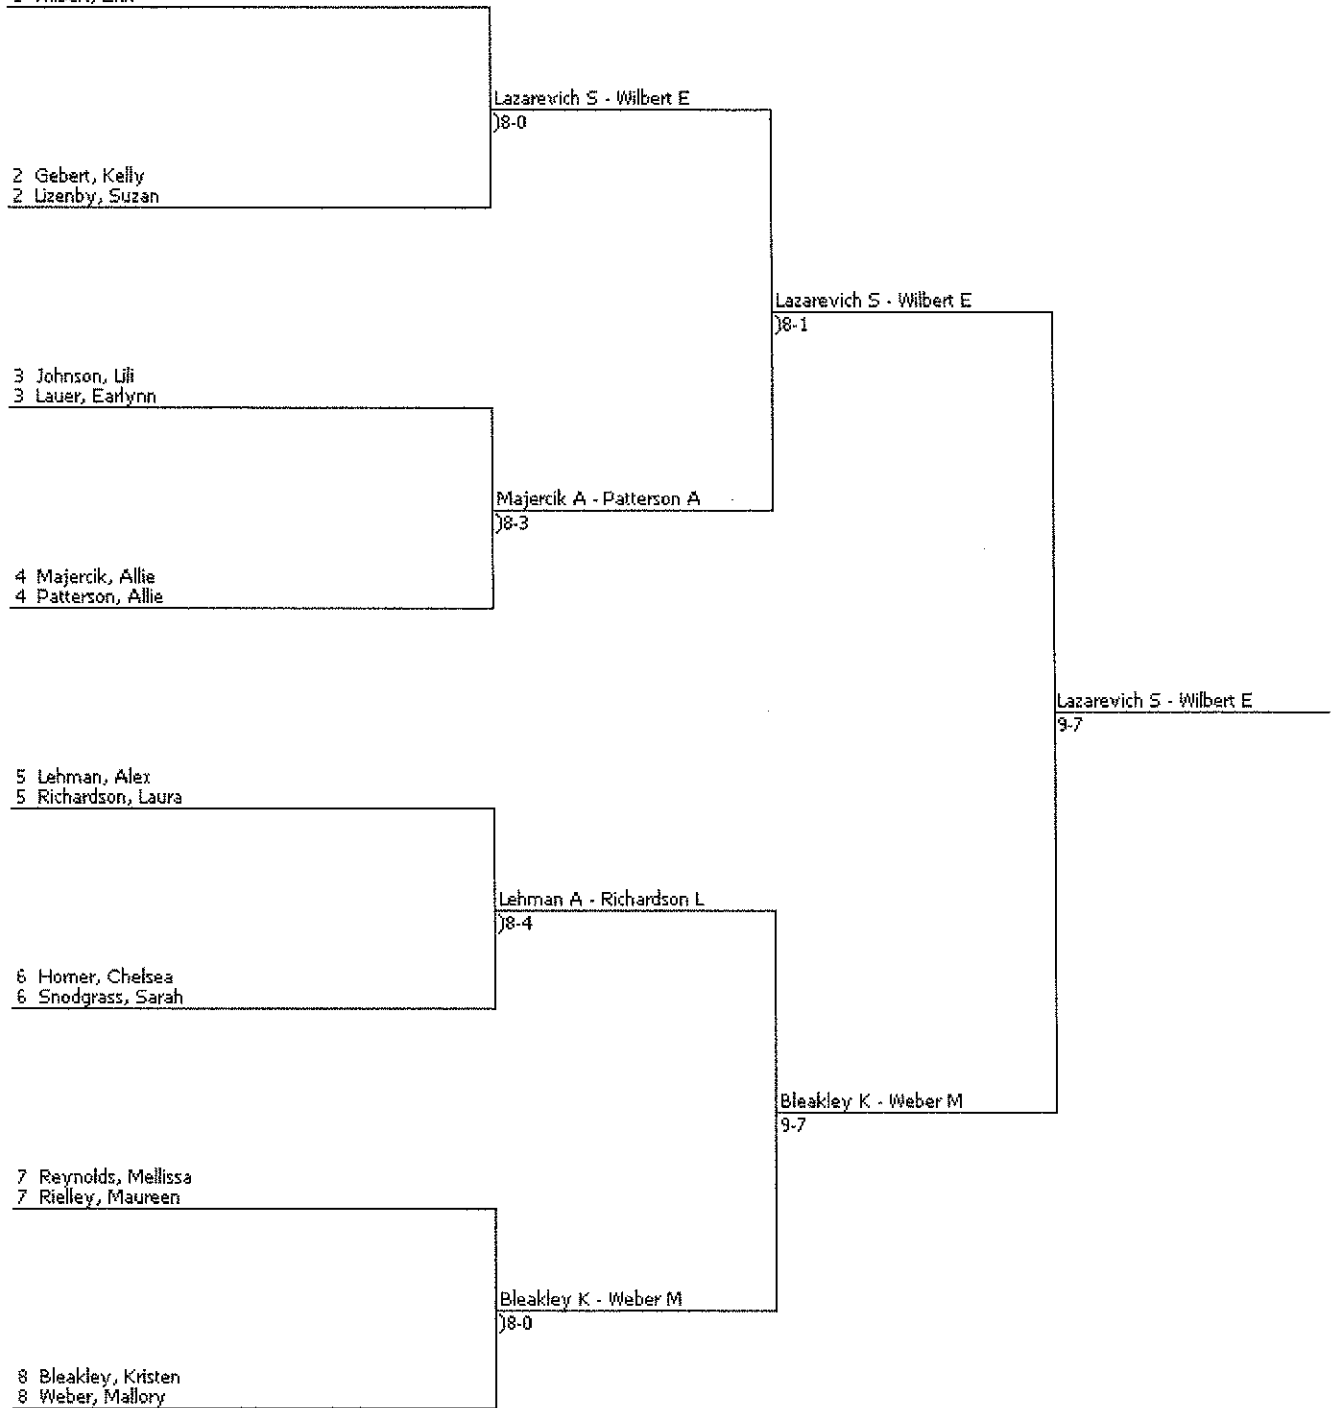 Lazarevich S - Wilbert E
)8-0
2 Gebert, Kelly
2 Lizenby, Suzan
Lazarevich S - Wilbert E
)8-1
3 Johnson, Lili
3 Lauer, Earlynn
Majercik A - Patterson A
)8-3
4 Majercik, Allie
4 Patterson, Allie
Lazarevich S - Wilbert E
9-7
5 Lehman, Alex
5 Richardson, Laura
Lehman A - Richardson L
)8-4
6 Horner, Chelsea
6 Snodgrass, Sarah
Bleakley K - Weber M
9-7
7 Reynolds, Mellissa
7 Rielley, Maureen
Bleakley K - Weber M
)8-0
8 Bleakley, Kristen
8 Weber, Mallory